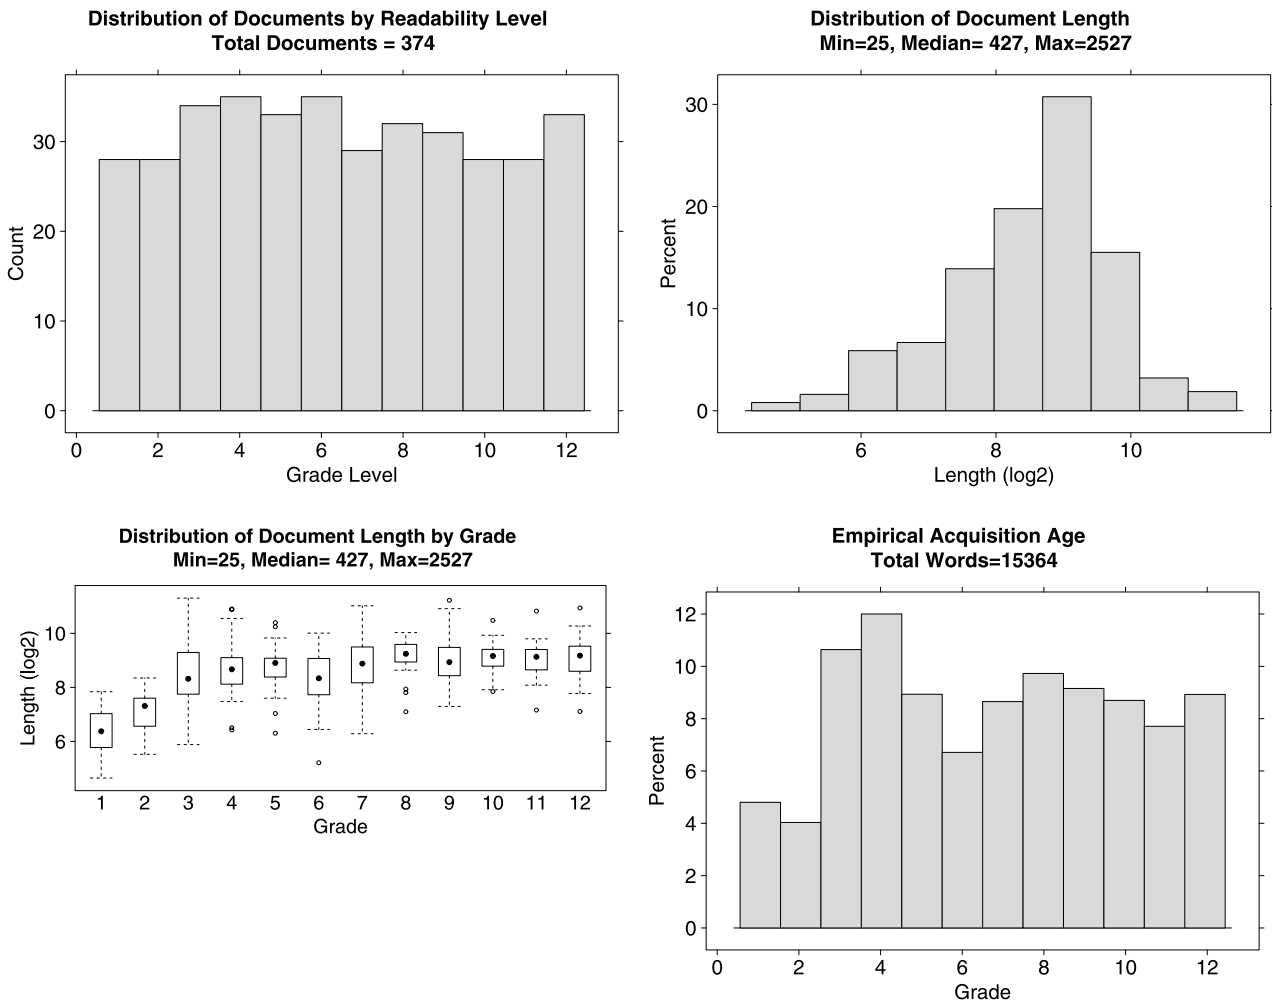 Distribution of Documents by Readability Level
Total Documents = 374
30
20
10
0
Count
0 2 4 6 8 10 12
Grade Level
Distribution of Document Length
Min=25, Median= 427, Max=2527
30
20
10
0
Percent
6 8 10
Length (log2)
Distribution of Document Length by Grade
Min=25, Median= 427, Max=2527
10
8
6
Length (log2)
1 2 3 4 5 6 7 8 9 10 11 12
Grade
Empirical Acquisition Age
Total Words=15364
12
10
8
6
4
2
0
Percent
0 2 4 6 8 10 12
Grade